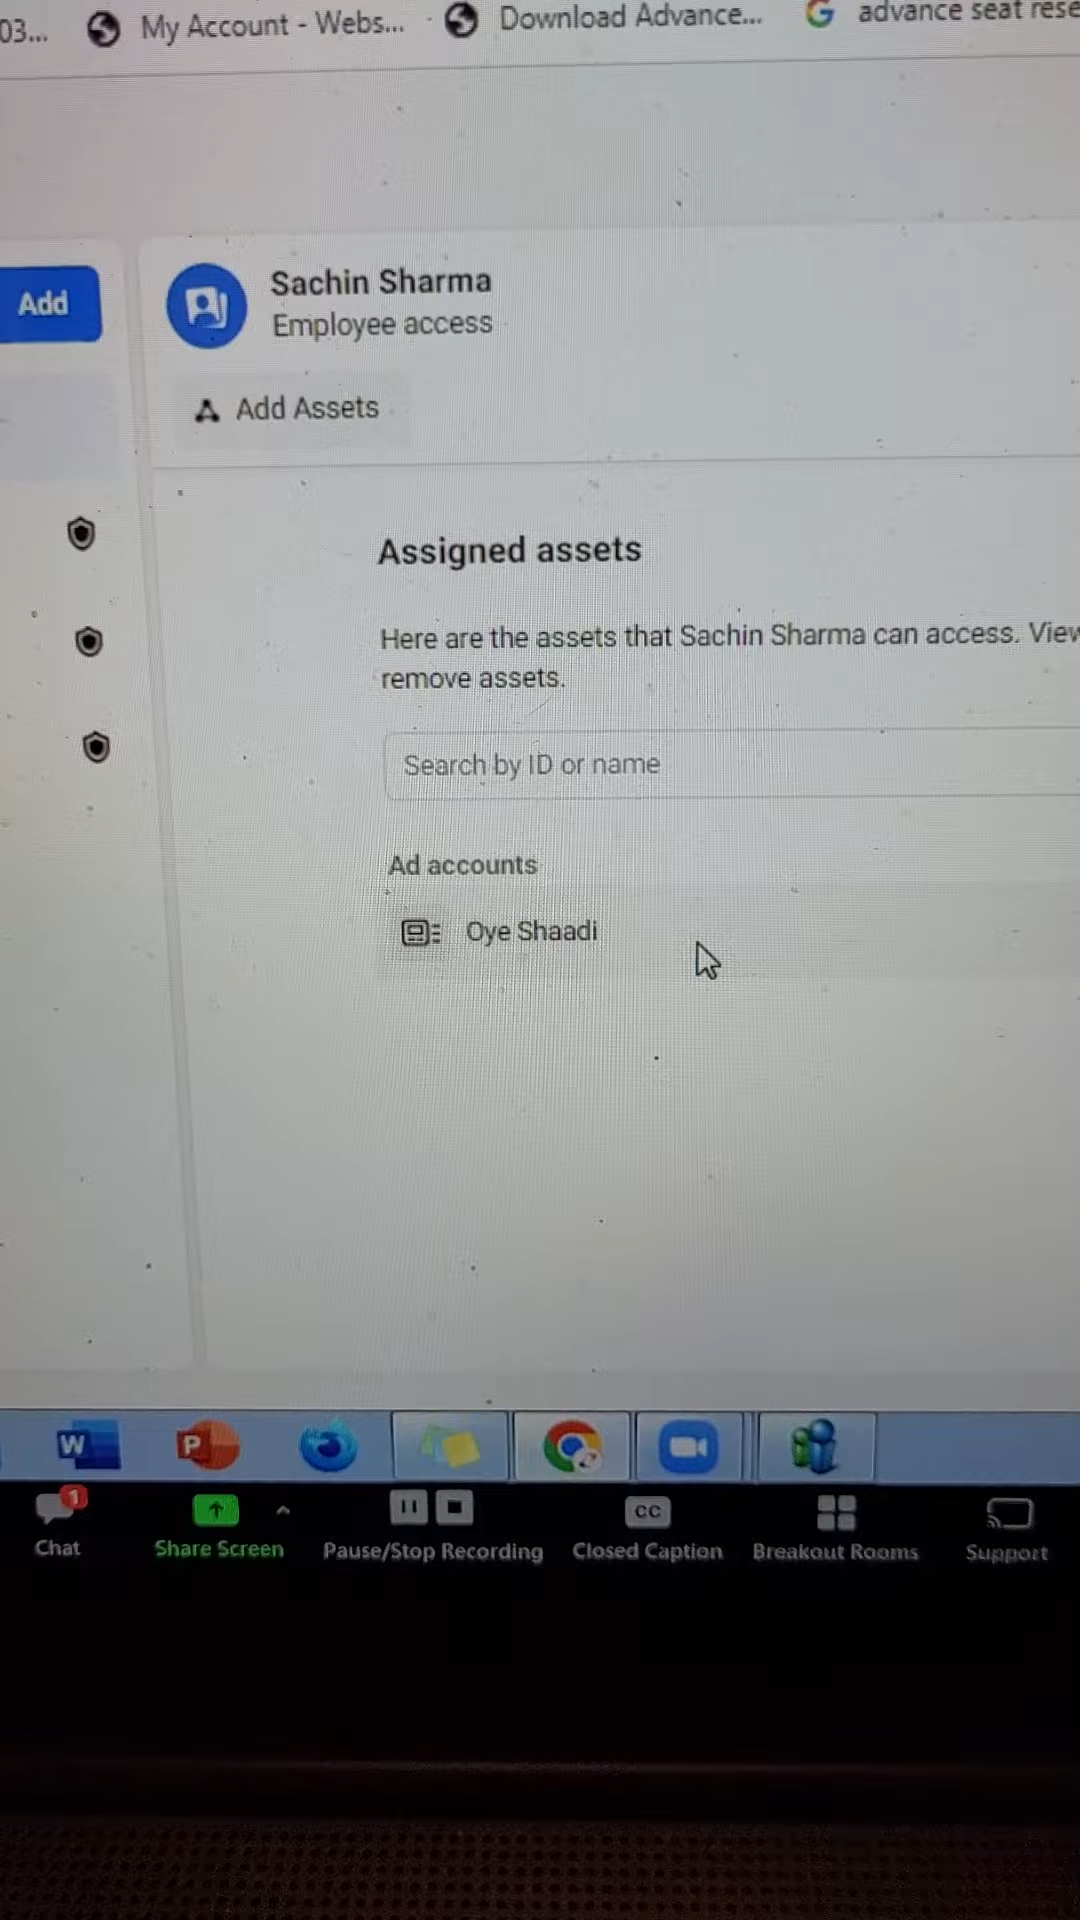 03...
My Account - Webs...
Download Advance...
advance seat rese
Add
Sachin Sharma
Employee access
Add Assets
Assigned assets
Here are the assets that Sachin Sharma can access. View
remove assets.
Search by ID or name
Ad accounts
Oye Shaadi
W
P
1
CC
Chat
Share Screen
Pause/Stop Recording
Closed Caption
Breakout Rooms
Support